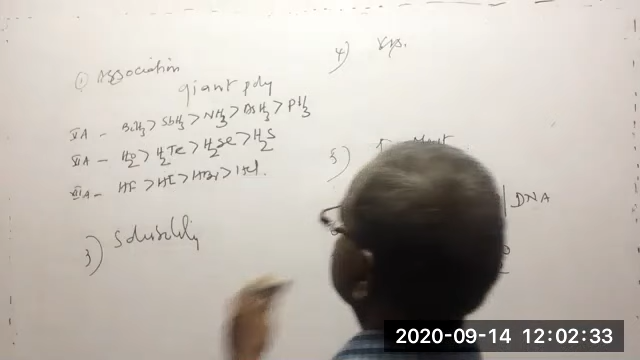 ① Association
giant poly
VA - BiH3 > SbH3 > NH3 > AsH3 > PH3
VIA - H2O > H2Te > H2Se > H2S
VIIA - HF > HI > HBr > HCl.
3) Solubility
4)
5)
DNA
2020-09-14 12:02:33